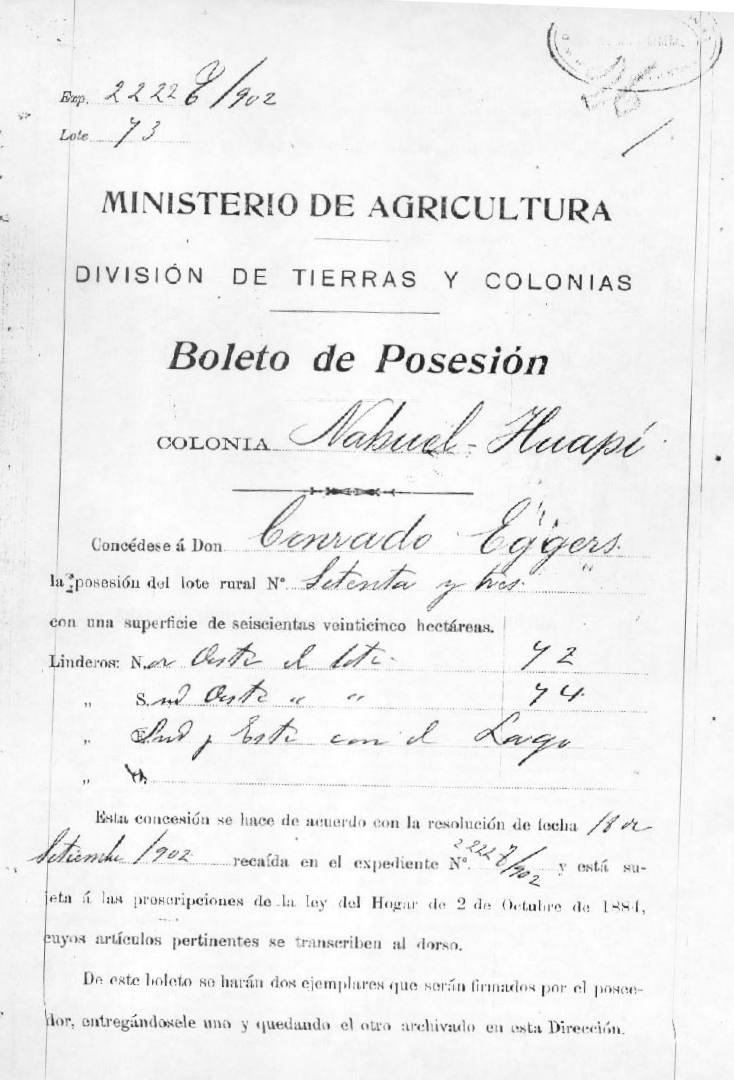 Exp. 2222 /902
Lote 73
MINISTERIO DE AGRICULTURA
DIVISIÓN DE TIERRAS Y COLONIAS
Boleto de Posesión
COLONIA Nahuel-Huapí
Concédese á Don Conrado Eggers.
la posesión del lote rural Nº Setenta y tres
con una superficie de seiscientas veinticinco hectáreas.
Linderos: N.or Oeste el lote 72
„ Sud Oeste „ „ 74
„ Sud y Este con el Lago
„
Esta concesión se hace de acuerdo con la resolución de fecha 18 de
Setiembre /902 recaída en el expediente Nº. 2222 /902 y está su-
jeta á las proscripciones de la ley del Hogar de 2 de Octubre de 1884,
cuyos artículos pertinentes se transcriben al dorso.
De este boleto se harán dos ejemplares que serán firmados por el posee-
dor, entregándosele uno y quedando el otro archivado en esta Dirección.